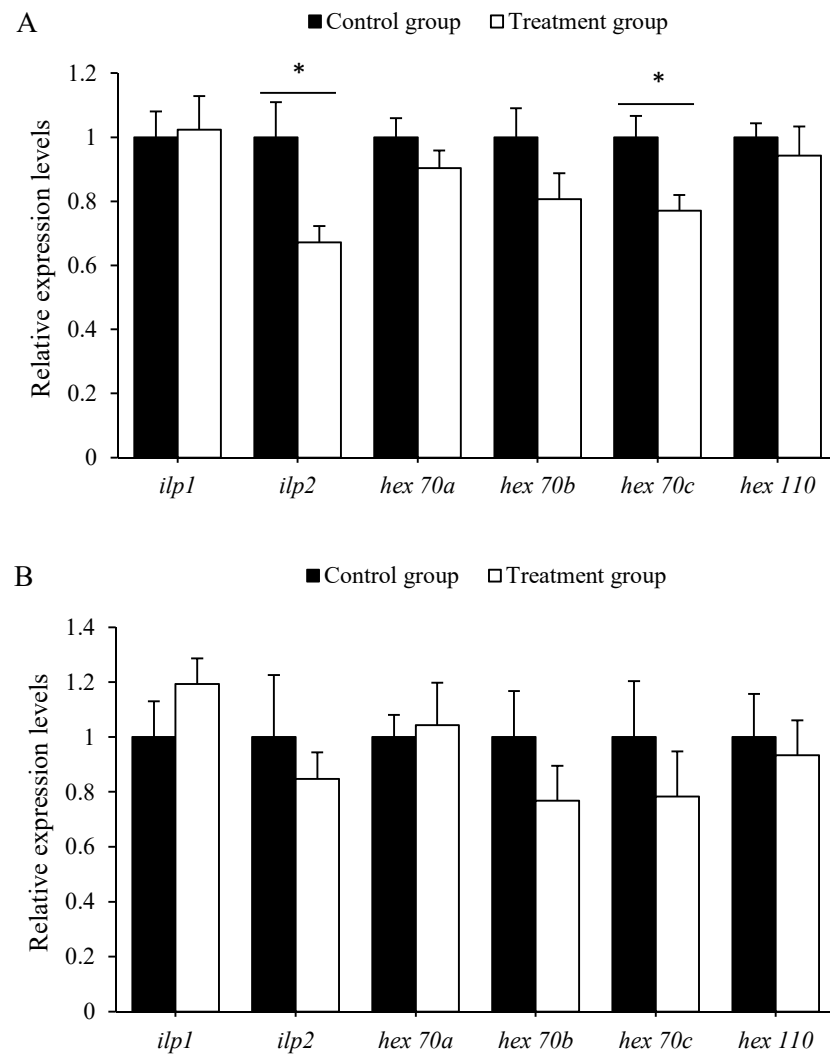 A
Control group Treatment group
* *
1.2
1
0.8
0.6
0.4
0.2
0
Relative expression levels
ilp1 ilp2 hex 70a hex 70b hex 70c hex 110
B
Control group Treatment group
1.4
1.2
1
0.8
0.6
0.4
0.2
0
Relative expression levels
ilp1 ilp2 hex 70a hex 70b hex 70c hex 110